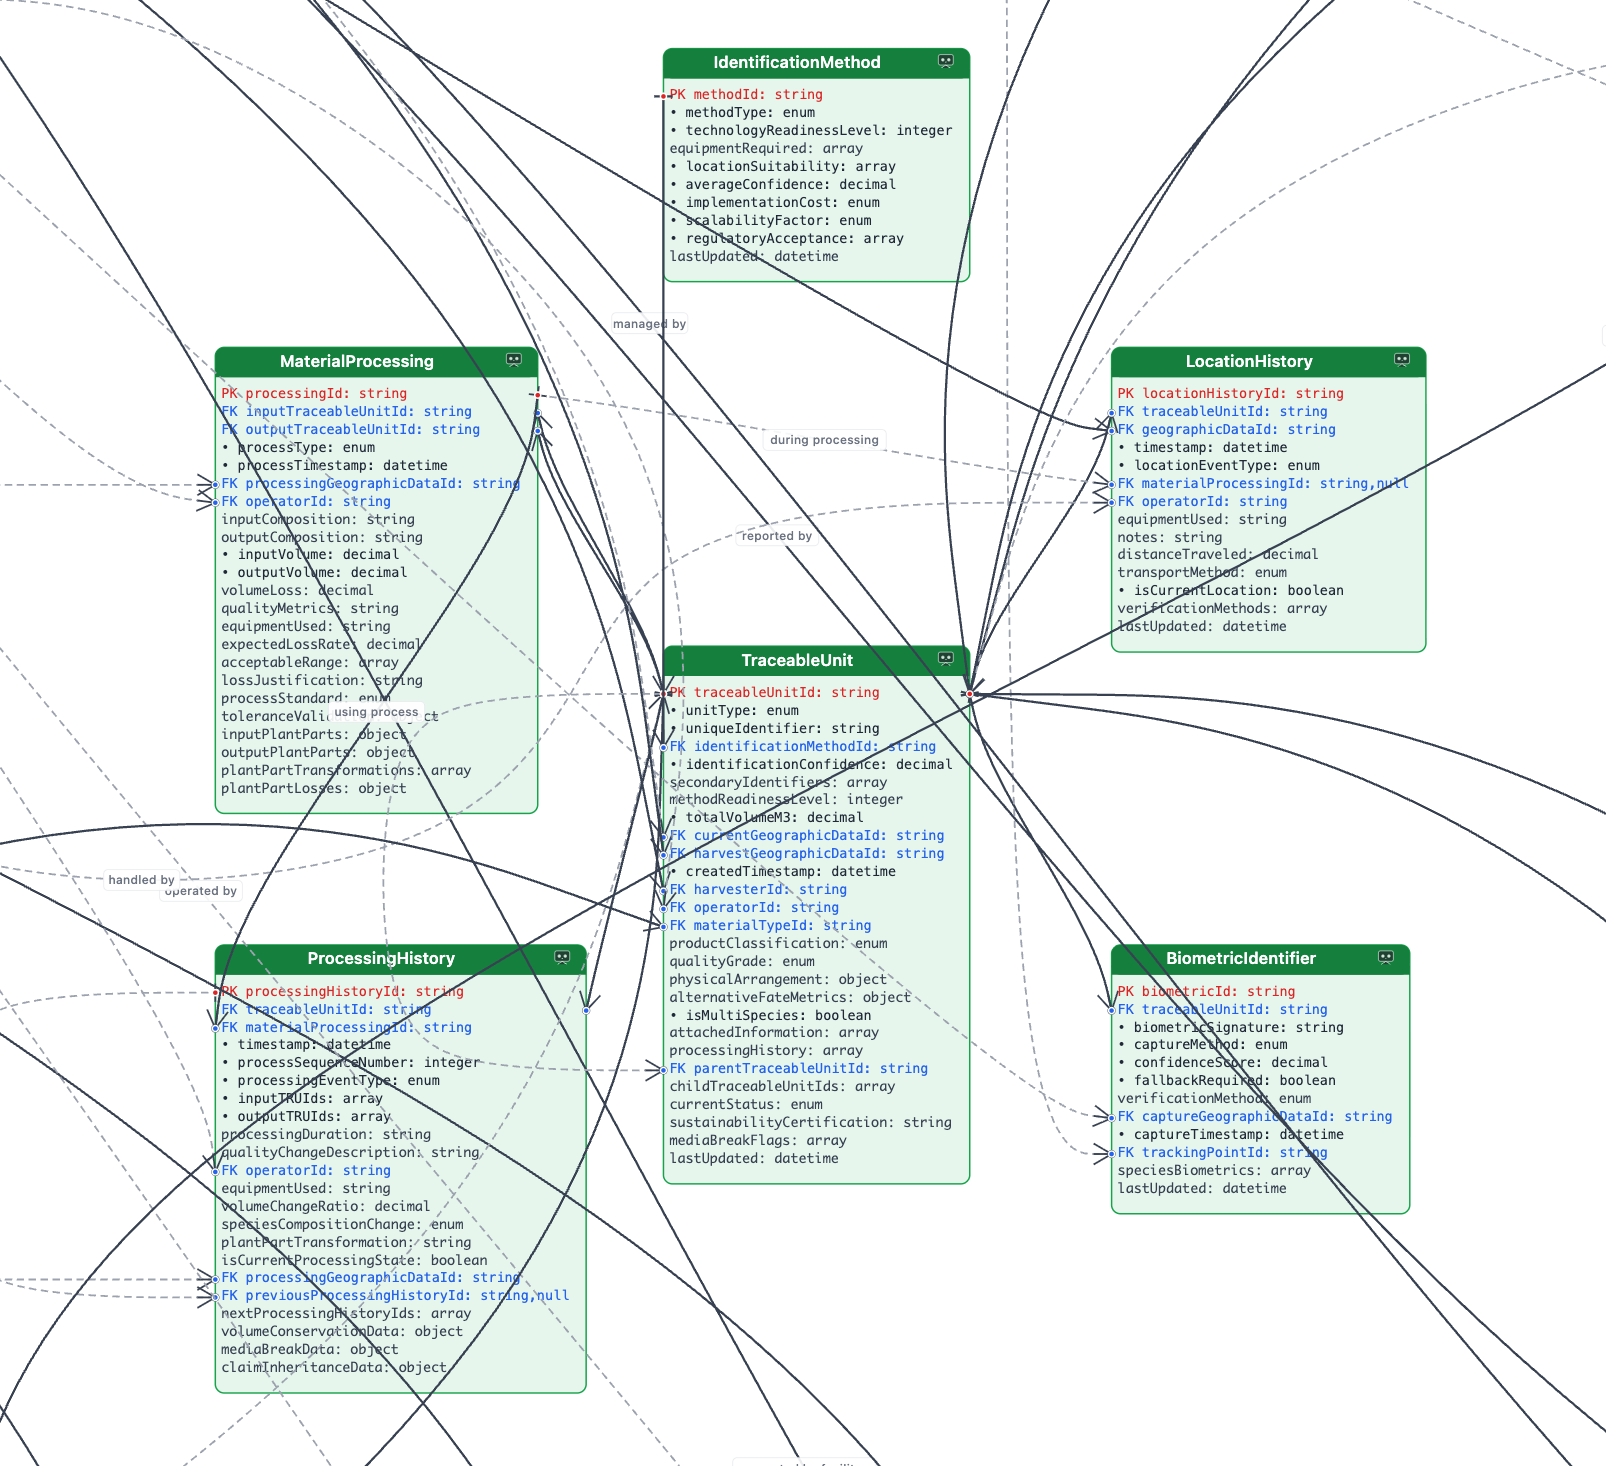 IdentificationMethod
PK methodId: string
• methodType: enum
• technologyReadinessLevel: integer
equipmentRequired: array
• locationSuitability: array
• averageConfidence: decimal
• implementationCost: enum
• scalabilityFactor: enum
• regulatoryAcceptance: array
lastUpdated: datetime
managed by
MaterialProcessing
PK processingId: string
FK inputTraceableUnitId: string
FK outputTraceableUnitId: string
• processType: enum
• processTimestamp: datetime
FK processingGeographicDataId: string
FK operatorId: string
inputComposition: string
outputComposition: string
• inputVolume: decimal
• outputVolume: decimal
volumeLoss: decimal
qualityMetrics: string
equipmentUsed: string
expectedLossRate: decimal
acceptableRange: array
lossJustification: string
processStandard: enum
using process
inputPlantParts: object
outputPlantParts: object
plantPartTransformations: array
plantPartLosses: object
during processing
reported by
LocationHistory
PK locationHistoryId: string
FK traceableUnitId: string
FK geographicDataId: string
• timestamp: datetime
• locationEventType: enum
FK materialProcessingId: string,null
FK operatorId: string
equipmentUsed: string
notes: string
distanceTraveled: decimal
transportMethod: enum
• isCurrentLocation: boolean
verificationMethods: array
lastUpdated: datetime
TraceableUnit
PK traceableUnitId: string
• unitType: enum
• uniqueIdentifier: string
FK identificationMethodId: string
• identificationConfidence: decimal
secondaryIdentifiers: array
methodReadinessLevel: integer
• totalVolumeM3: decimal
FK currentGeographicDataId: string
FK harvestGeographicDataId: string
• createdTimestamp: datetime
FK harvesterId: string
FK operatorId: string
FK materialTypeId: string
productClassification: enum
qualityGrade: enum
physicalArrangement: object
alternativeFateMetrics: object
• isMultiSpecies: boolean
attachedInformation: array
processingHistory: array
FK parentTraceableUnitId: string
childTraceableUnitIds: array
currentStatus: enum
sustainabilityCertification: string
mediaBreakFlags: array
lastUpdated: datetime
handled by
operated by
ProcessingHistory
PK processingHistoryId: string
FK traceableUnitId: string
FK materialProcessingId: string
• timestamp: datetime
• processSequenceNumber: integer
• processingEventType: enum
• inputTRUIds: array
• outputTRUIds: array
processingDuration: string
qualityChangeDescription: string
FK operatorId: string
equipmentUsed: string
volumeChangeRatio: decimal
speciesCompositionChange: enum
plantPartTransformation: string
isCurrentProcessingState: boolean
FK processingGeographicDataId: string
FK previousProcessingHistoryId: string,null
nextProcessingHistoryIds: array
volumeConservationData: object
mediaBreakData: object
claimInheritanceData: object
BiometricIdentifier
PK biometricId: string
FK traceableUnitId: string
• biometricSignature: string
• captureMethod: enum
• confidenceScore: decimal
• fallbackRequired: boolean
verificationMethod: enum
FK captureGeographicDataId: string
• captureTimestamp: datetime
FK trackingPointId: string
speciesBiometrics: array
lastUpdated: datetime